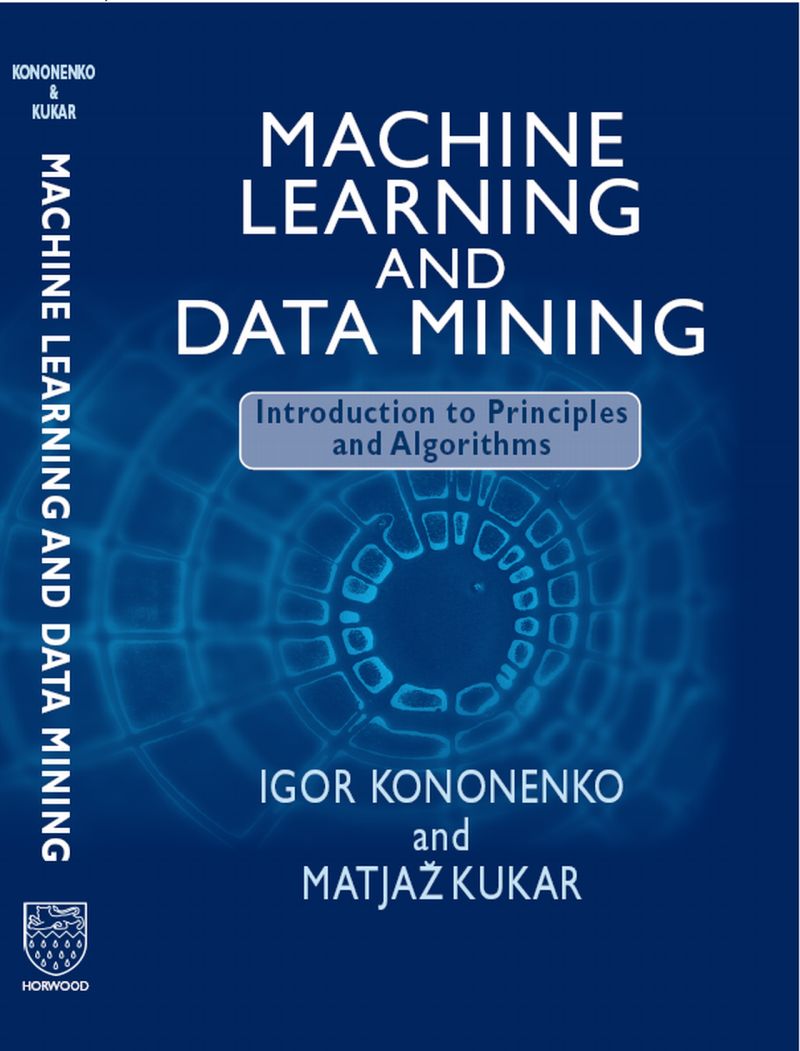 KONONENKO
&
KUKAR
MACHINE LEARNING AND DATA MINING
HORWOOD
MACHINE
LEARNING
AND
DATA MINING
Introduction to Principles
and Algorithms
IGOR KONONENKO
and
MATJAŽ KUKAR